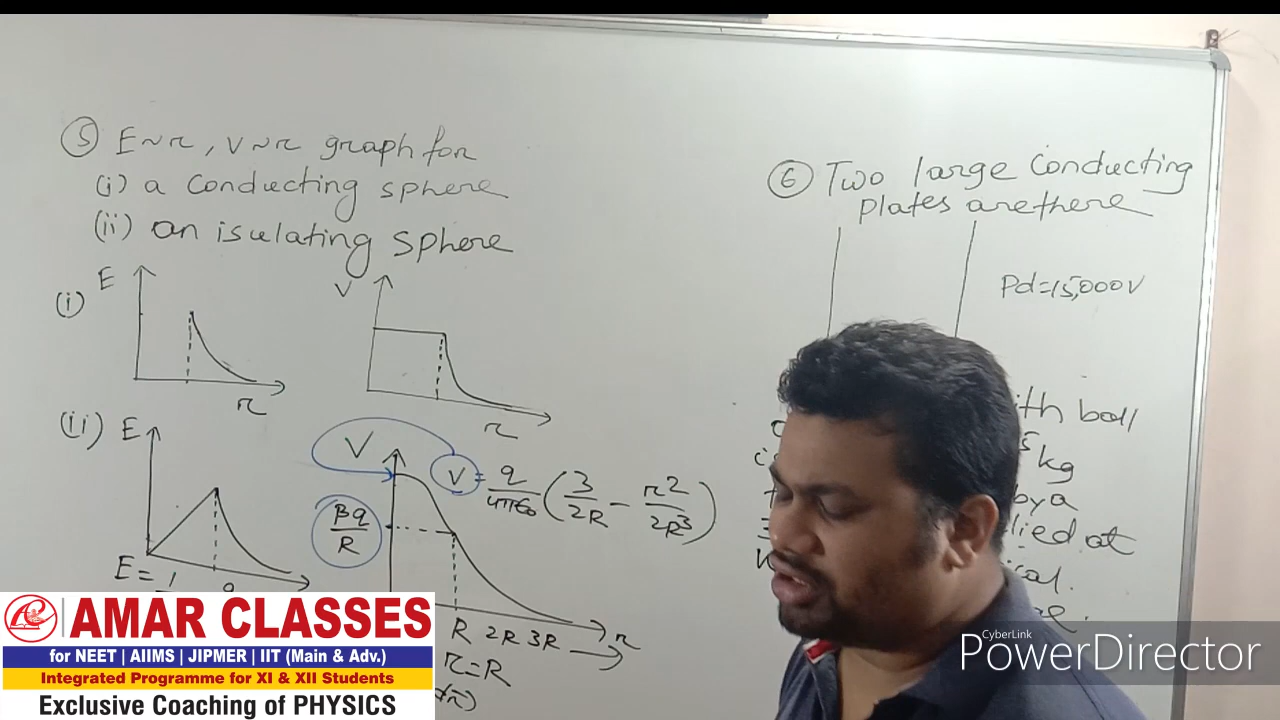 ⑤ E~r, V~r graph for
(i) a Conducting sphere
(ii) an isulating sphere
(i) E
r
V
r
(ii) E
E = 1 q
V
V = q/4πε₀ (3/2R − r²/2R³)
βq/R
R 2R 3R → r
r=R
⑥ Two large Conducting
plates are there
Pd=15,000V
ith ball
kg
by a
lied at
AMAR CLASSES
for NEET | AIIMS | JIPMER | IIT (Main & Adv.)
Integrated Programme for XI & XII Students
Exclusive Coaching of PHYSICS
CyberLink
PowerDirector